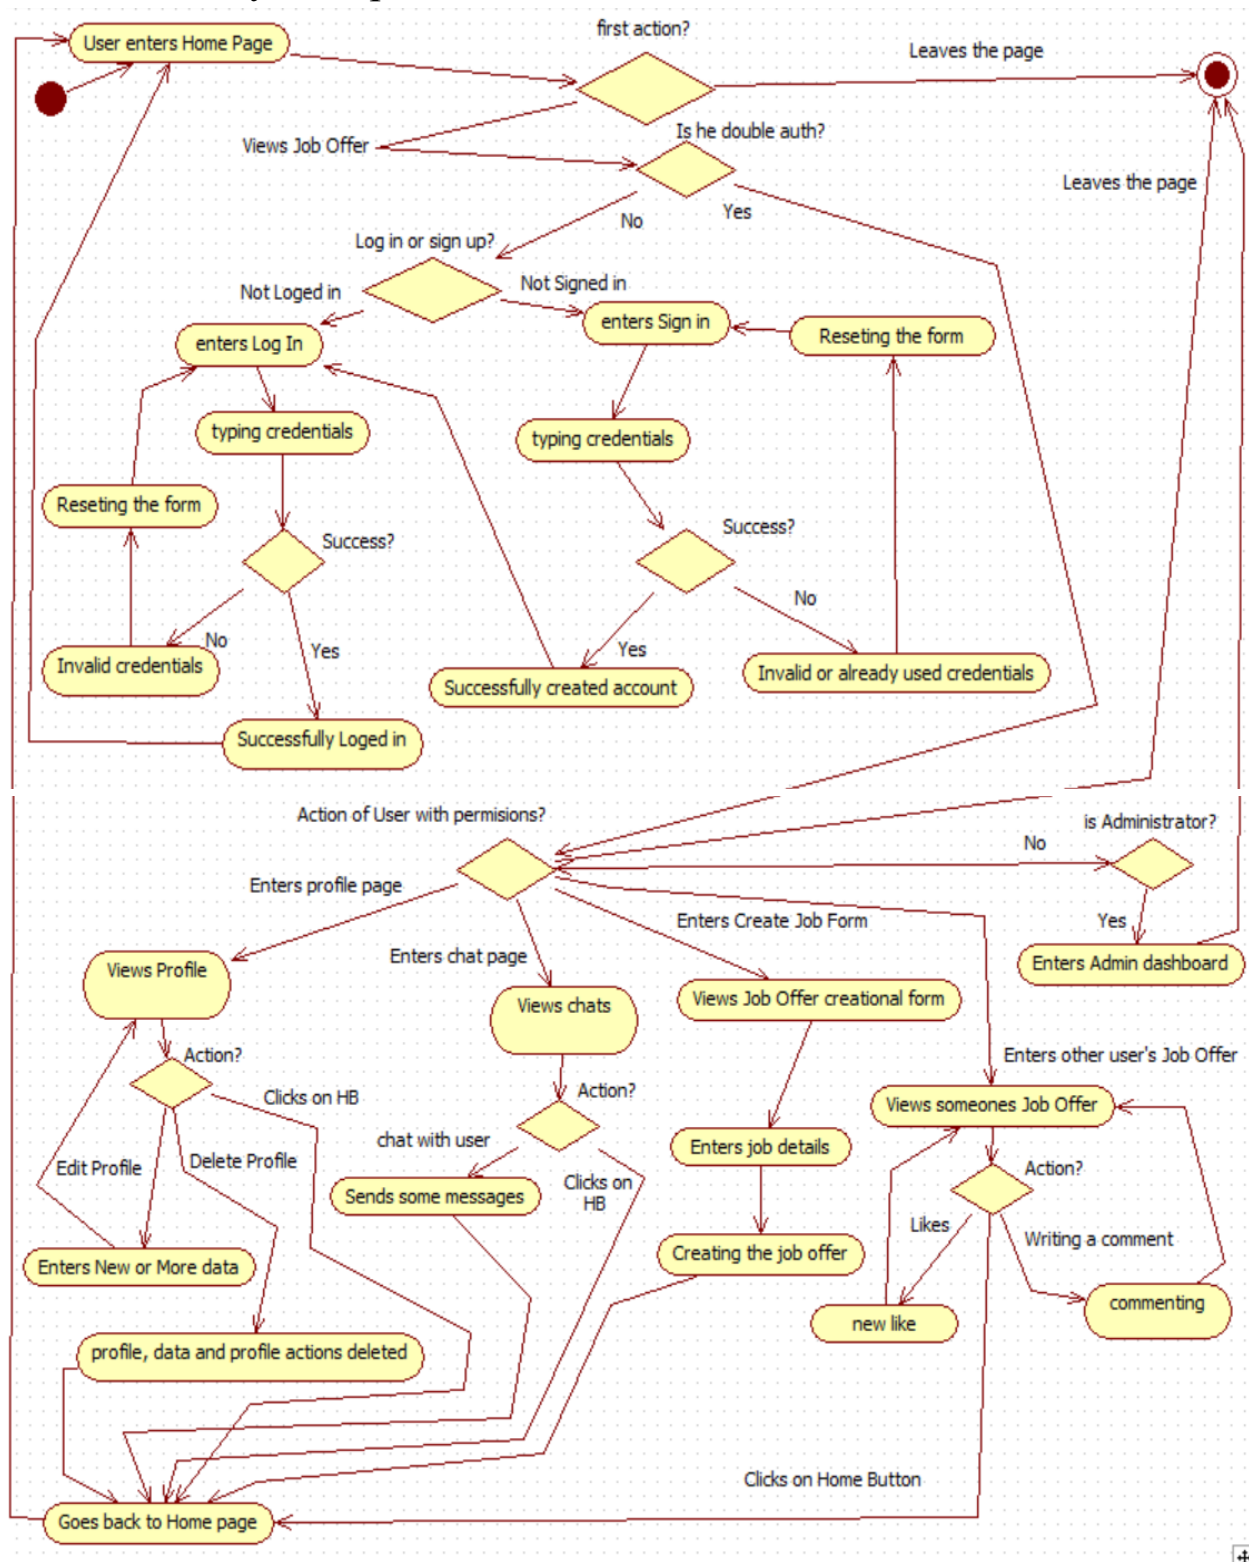 first action?
User enters Home Page
Leaves the page
Is he double auth?
Views Job Offer
Leaves the page
Yes
No
Log in or sign up?
Not Signed in
Not Loged in
enters Sign in
Reseting the form
enters Log In
typing credentials
typing credentials
Reseting the form
Success?
Success?
No
No
Yes
Yes
Invalid credentials
Invalid or already used credentials
Successfully created account
Successfully Loged in
Action of User with permisions?
is Administrator?
No
Enters profile page
Enters Create Job Form
Yes
Enters chat page
Enters Admin dashboard
Views Profile
Views Job Offer creational form
Views chats
Action?
Enters other user's Job Offer
Clicks on HB
Action?
Views someones Job Offer
chat with user
Enters job details
Edit Profile
Delete Profile
Action?
Clicks on
HB
Sends some messages
Likes
Writing a comment
Creating the job offer
Enters New or More data
commenting
new like
profile, data and profile actions deleted
Clicks on Home Button
Goes back to Home page